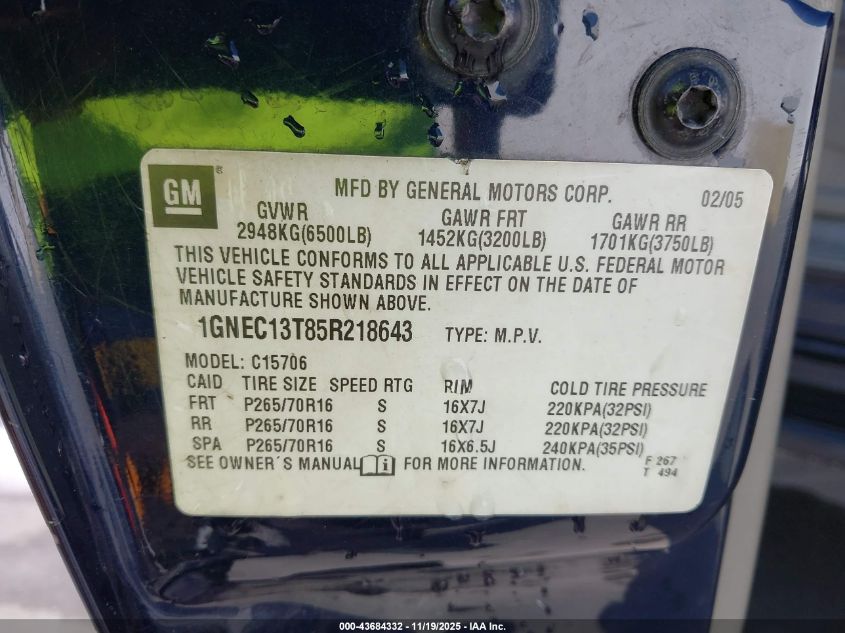 GM
MFD BY GENERAL MOTORS CORP. 02/05
GVWR GAWR FRT GAWR RR
2948KG(6500LB) 1452KG(3200LB) 1701KG(3750LB)
THIS VEHICLE CONFORMS TO ALL APPLICABLE U.S. FEDERAL MOTOR
VEHICLE SAFETY STANDARDS IN EFFECT ON THE DATE OF
MANUFACTURE SHOWN ABOVE.
1GNEC13T85R218643 TYPE: M.P.V.
MODEL: C15706
CAID TIRE SIZE SPEED RTG RIM COLD TIRE PRESSURE
FRT P265/70R16 S 16X7J 220KPA(32PSI)
RR P265/70R16 S 16X7J 220KPA(32PSI)
SPA P265/70R16 S 16X6.5J 240KPA(35PSI)
SEE OWNER´S MANUAL i FOR MORE INFORMATION. F 267
T 494
000-43684332 - 11/19/2025 - IAA Inc.